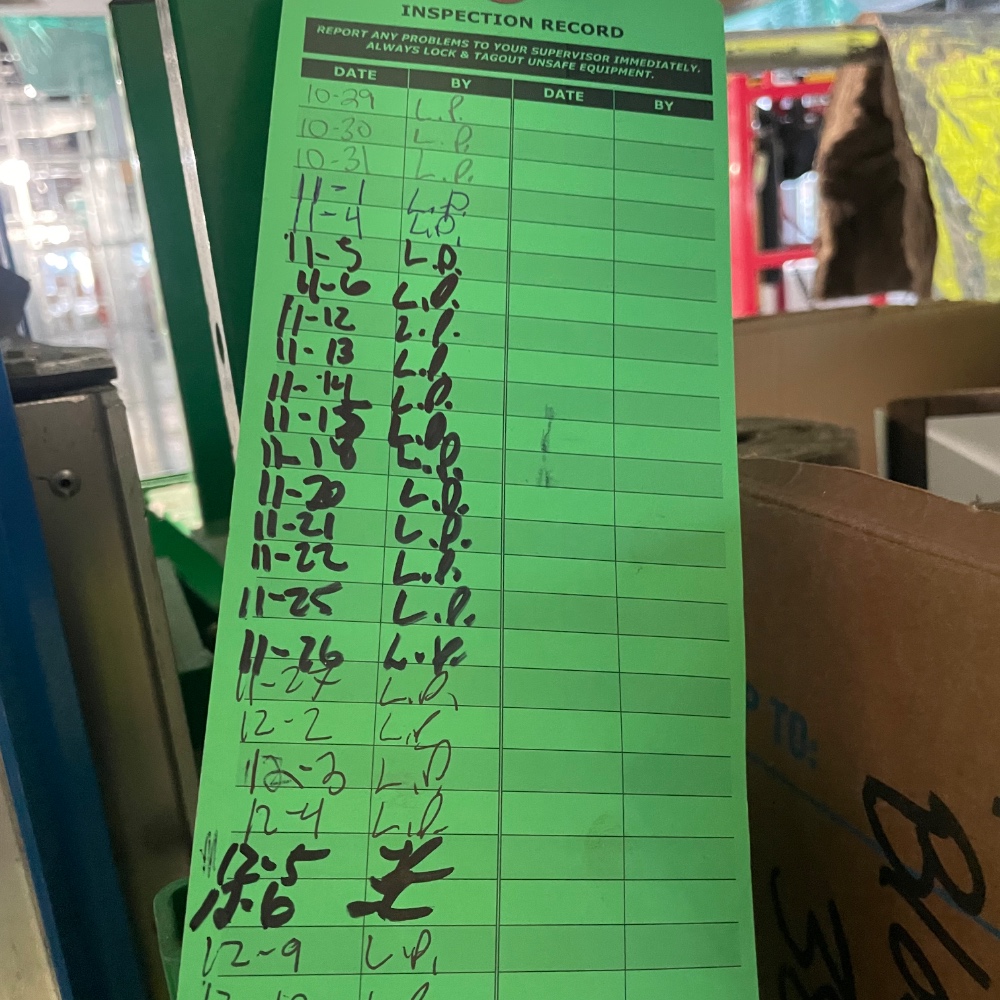 INSPECTION RECORD
REPORT ANY PROBLEMS TO YOUR SUPERVISOR IMMEDIATELY.
ALWAYS LOCK & TAGOUT UNSAFE EQUIPMENT.
DATE BY DATE BY
10-29 L.P.
10-30 L.P.
10-31 L.P.
11-1 L.P.
11-4 L.P.
11-5 L.P.
11-6 L.P.
11-12 L.P.
11-13 L.P.
11-14 L.P.
11-15 L.P.
11-18 L.P.
11-20 L.P.
11-21 L.P.
11-22 L.P.
11-25 L.P.
11-26 L.P.
11-27 L.P.
12-2 L.P.
12-3 L.P.
12-4 L.P.
12-5
12-6
12-9 L.P.
TO: